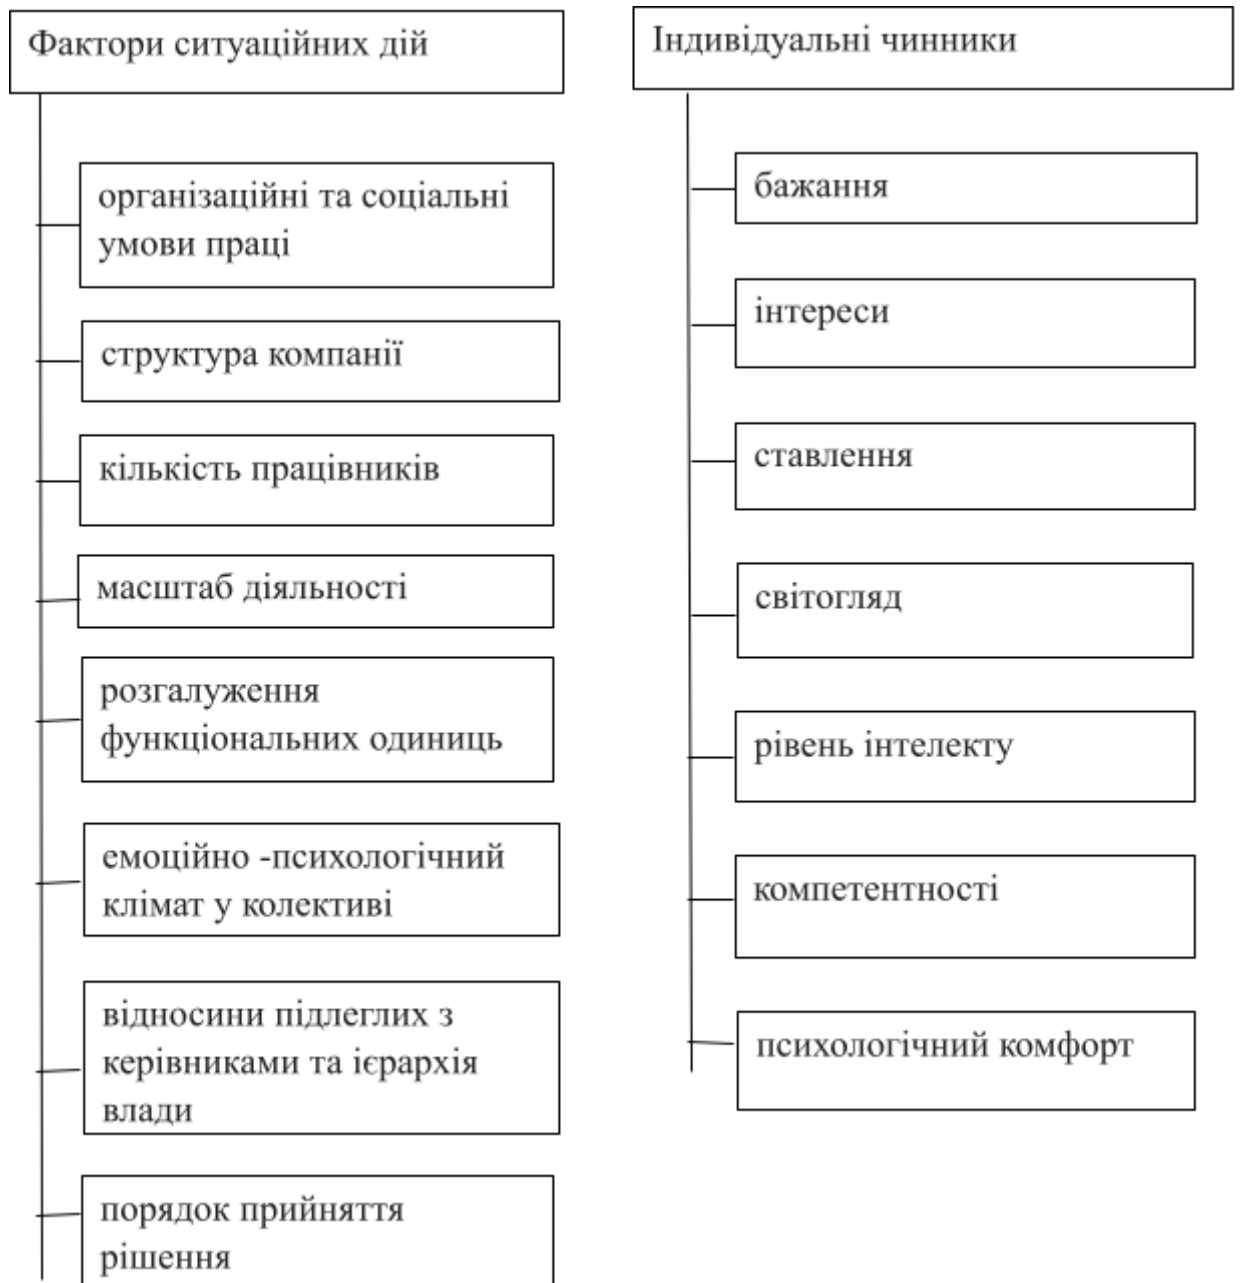 Фактори ситуаційних дій
організаційні та соціальні
умови праці
структура компанії
кількість працівників
масштаб діяльності
розгалуження
функціональних одиниць
емоційно -психологічний
клімат у колективі
відносини підлеглих з
керівниками та ієрархія
влади
порядок прийняття
рішення
Індивідуальні чинники
бажання
інтереси
ставлення
світогляд
рівень інтелекту
компетентності
психологічний комфорт